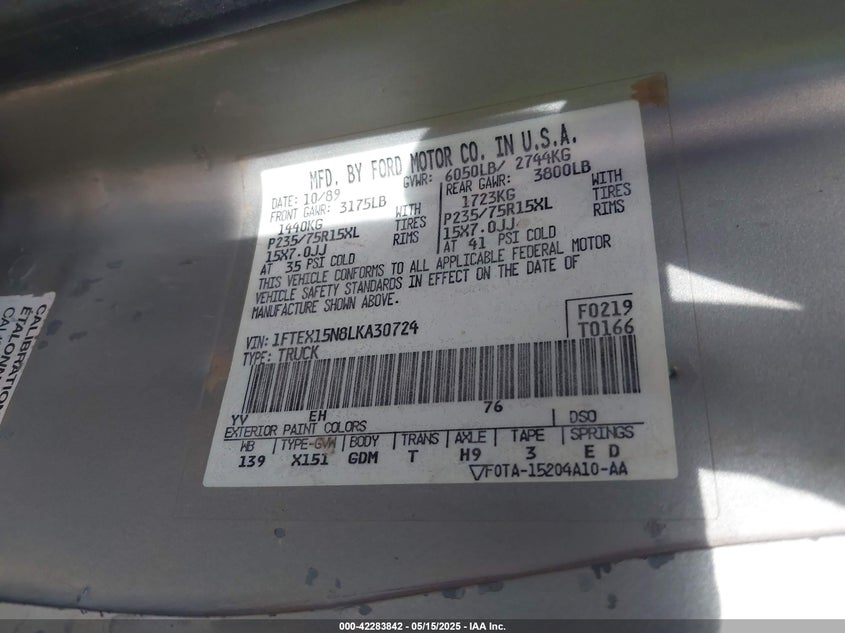 MFD. BY FORD MOTOR CO. IN U.S.A.
DATE: 10/89 GVWR: 6050LB/ 2744KG
FRONT GAWR: 3175LB REAR GAWR: 3800LB
1440KG WITH 1723KG WITH
P235/75R15XL TIRES P235/75R15XL TIRES
15X7.0JJ RIMS 15X7.0JJ RIMS
AT 35 PSI COLD AT 41 PSI COLD
THIS VEHICLE CONFORMS TO ALL APPLICABLE FEDERAL MOTOR
VEHICLE SAFETY STANDARDS IN EFFECT ON THE DATE OF
MANUFACTURE SHOWN ABOVE.
F0219
VIN: 1FTEX15N8LKA30724 T0166
TYPE: TRUCK
YV EH 76 DSO
EXTERIOR PAINT COLORS
WB TYPE-GVW BODY TRANS AXLE TAPE SPRINGS
139 X151 GDM T H9 3 E D
F0TA-15204A10-AA
CALIBRATION
000-42283842 - 05/15/2025 - IAA Inc.